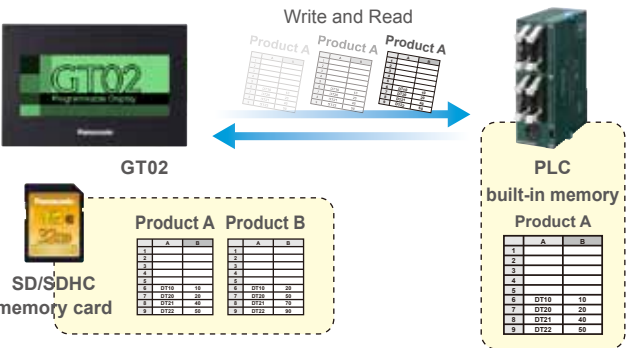 Write and Read
Product A
Product A
Product A
GT02
Programmable Display
Panasonic
GT02
PLC
built-in memory
Product A
A B
1
2
3
4
5
6 DT10 10
7 DT20 20
8 DT21 40
9 DT22 50
Panasonic
SD/SDHC
memory card
Product A Product B
A B
1
2
3
4
5
6 DT10 10
7 DT20 20
8 DT21 40
9 DT22 50
A B
1
2
3
4
5
6 DT10 20
7 DT20 50
8 DT21 70
9 DT22 90